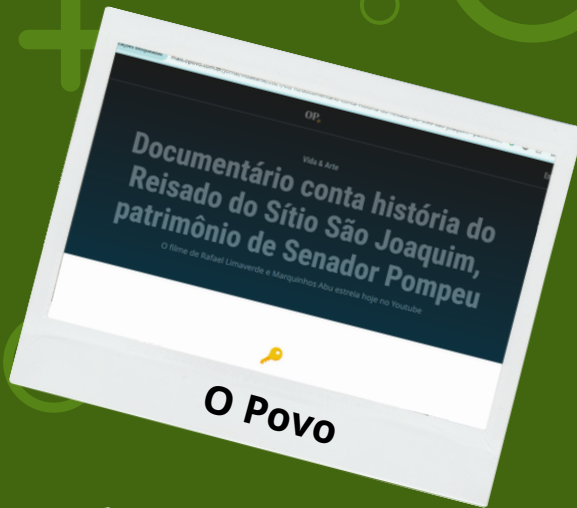 OP.
Vida & Arte
Documentário conta história do
Reisado do Sítio São Joaquim,
patrimônio de Senador Pompeu
O filme de Rafael Limaverde e Marquinhos Abu estreia hoje no Youtube
O Povo